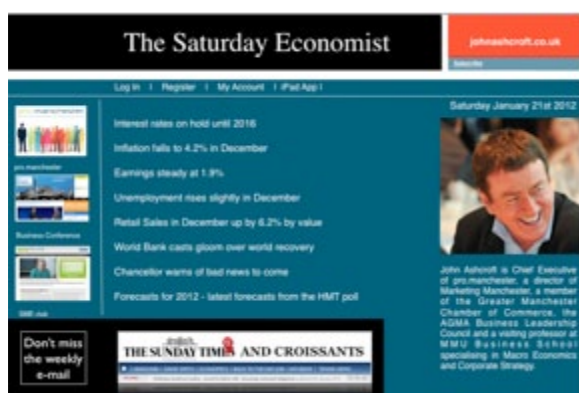 The Saturday Economist
johnashcroft.co.uk
Subscribe
Log In | Register | My Account | iPad App |
Saturday January 21st 2012
Interest rates on hold until 2016
Inflation falls to 4.2% in December
Earnings steady at 1.9%
Unemployment rises slightly in December
Retail Sales in December up by 6.2% by value
World Bank casts gloom over world recovery
Chancellor warns of bad news to come
Forecasts for 2012 - latest forecasts from the HMT poll
pro.manchester
Business Conference
SME club
John Ashcroft is Chief Executive
of pro.manchester, a director of
Marketing Manchester, a member
of the Greater Manchester
Chamber of Commerce, the
AGMA Business Leadership
Council and a visiting professor at
MMU Business School
specialising in Macro Economics
and Corporate Strategy.
Don't miss
the weekly
e-mail
THE SUNDAY TIMES AND CROISSANTS